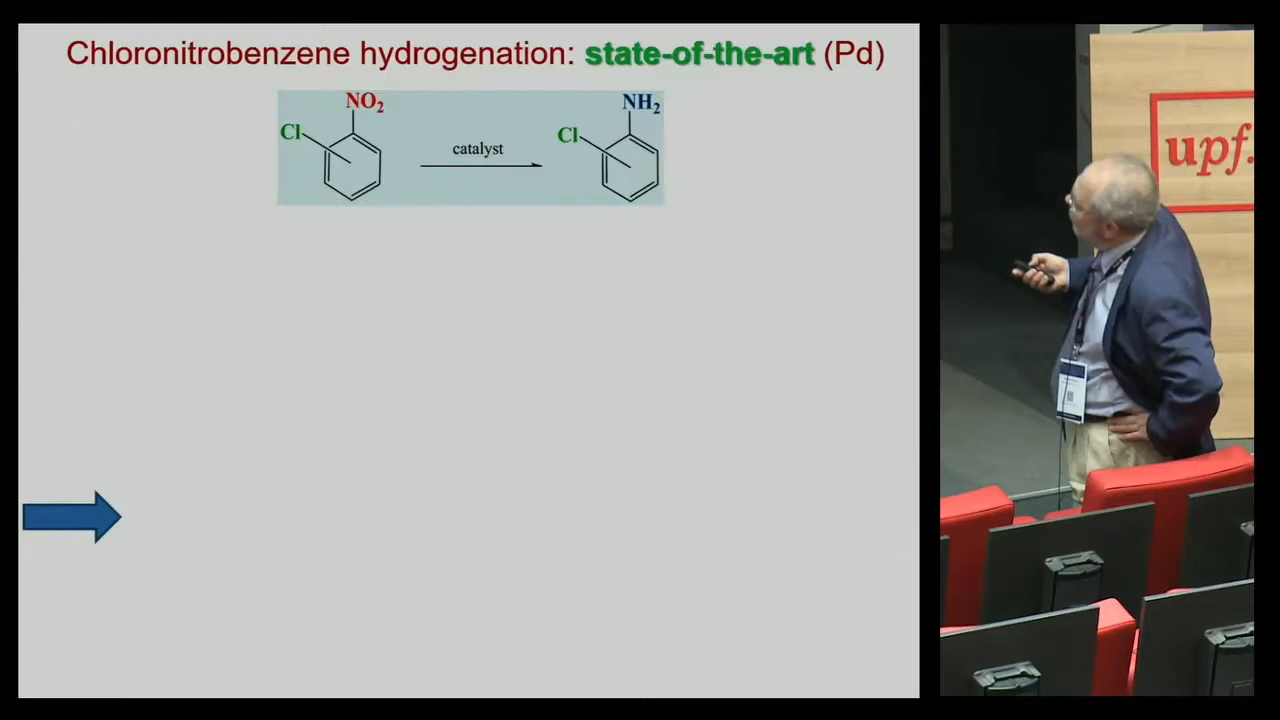 Chloronitrobenzene hydrogenation: state-of-the-art (Pd)
NO2
Cl
catalyst
NH2
Cl
upf.